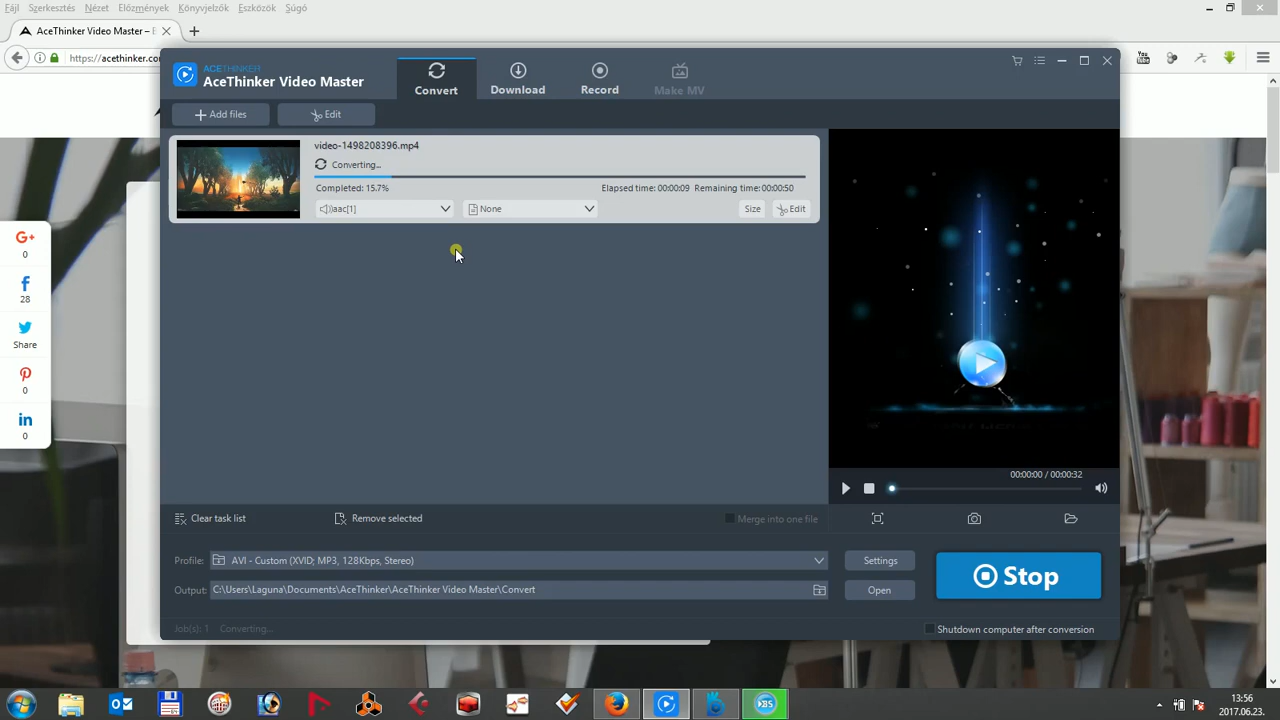 Fájl Szerkesztés Nézet Előzmények Könyvjelzők Eszközök Súgó
AceThinker Video Master –
https://acethinker.co
ACETHINKER
AceThinker Video Master
Convert
Download
Record
Make MV
Add files
Edit
video-1498208396.mp4
Converting...
Completed: 15.7%
Elapsed time: 00:00:09 Remaining time: 00:00:50
aac[1]
None
Size
Edit
G+
0
f
28
Share
0
in
0
00:00:00 / 00:00:32
Clear task list
Remove selected
Merge into one file
Profile: AVI - Custom (XVID; MP3, 128Kbps, Stereo)
Settings
Stop
Output: C:\Users\Laguna\Documents\AceThinker\AceThinker Video Master\Convert
Open
Job(s): 1 Converting...
Shutdown computer after conversion
13:56
2017.06.23.